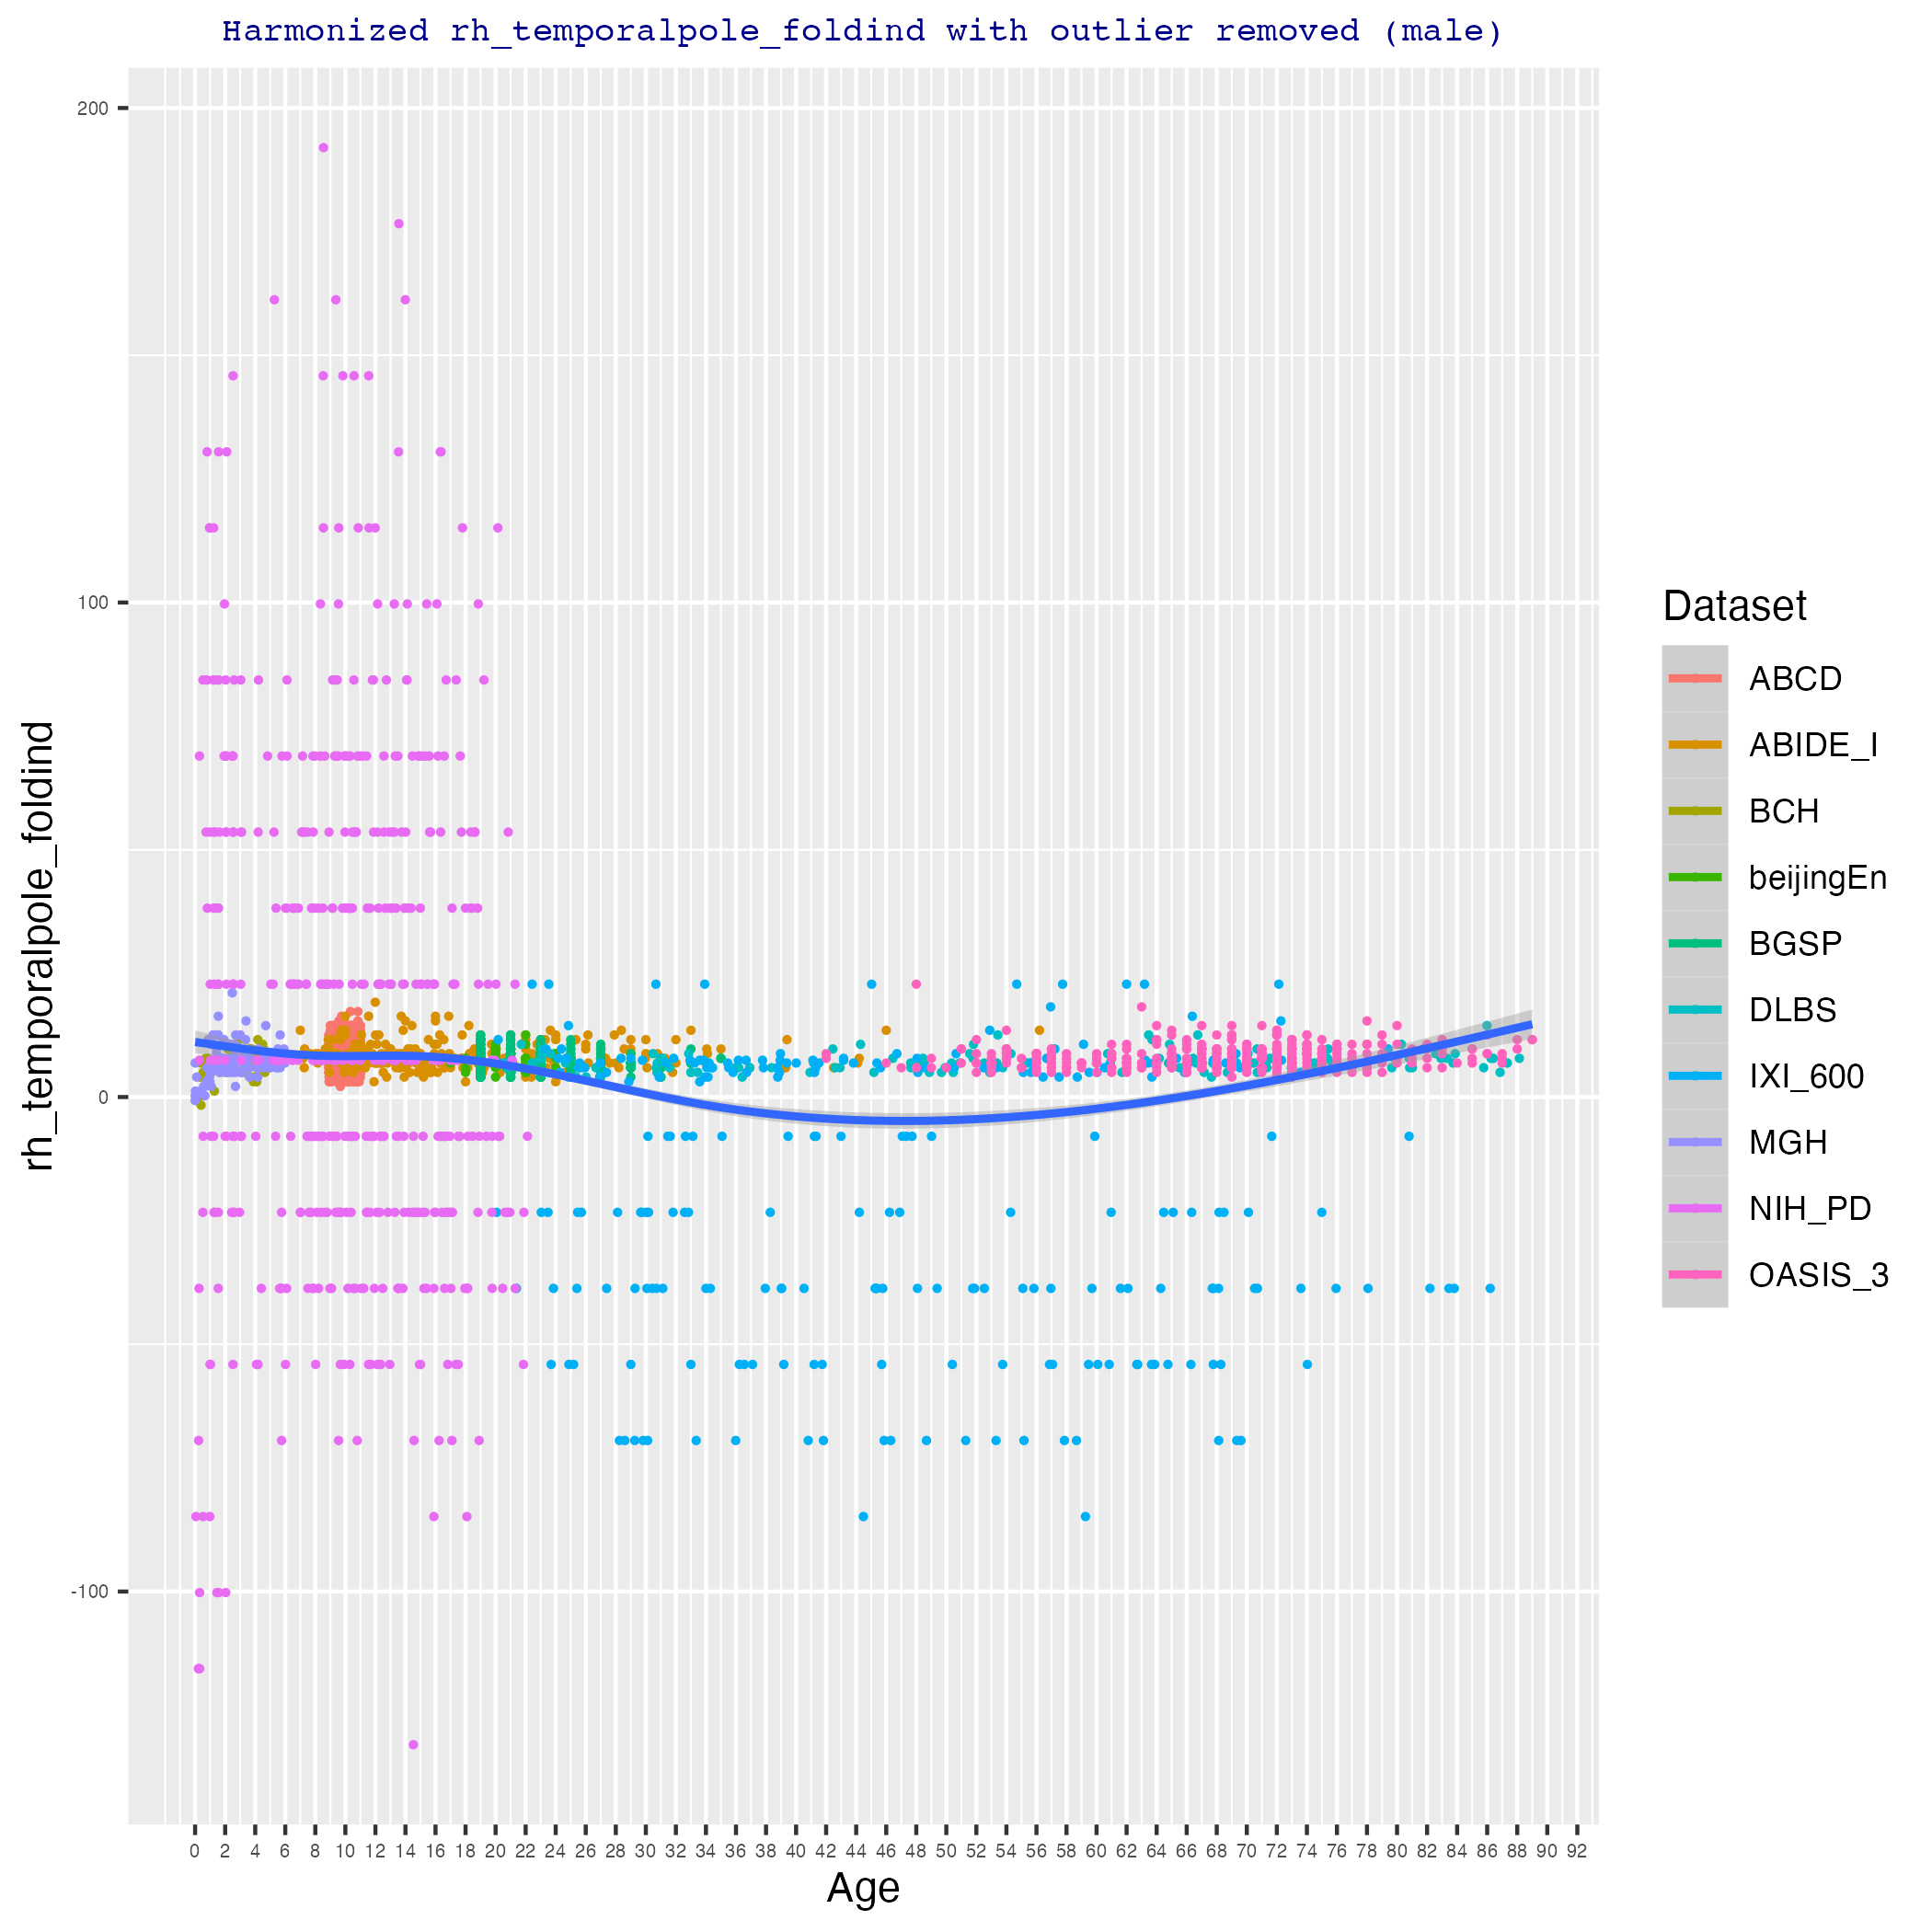 Harmonized rh_temporalpole_foldind with outlier removed (male)
rh_temporalpole_foldind
200
100
0
-100
0 2 4 6 8 10 12 14 16 18 20 22 24 26 28 30 32 34 36 38 40 42 44 46 48 50 52 54 56 58 60 62 64 66 68 70 72 74 76 78 80 82 84 86 88 90 92
Age
Dataset
ABCD
ABIDE_I
BCH
beijingEn
BGSP
DLBS
IXI_600
MGH
NIH_PD
OASIS_3